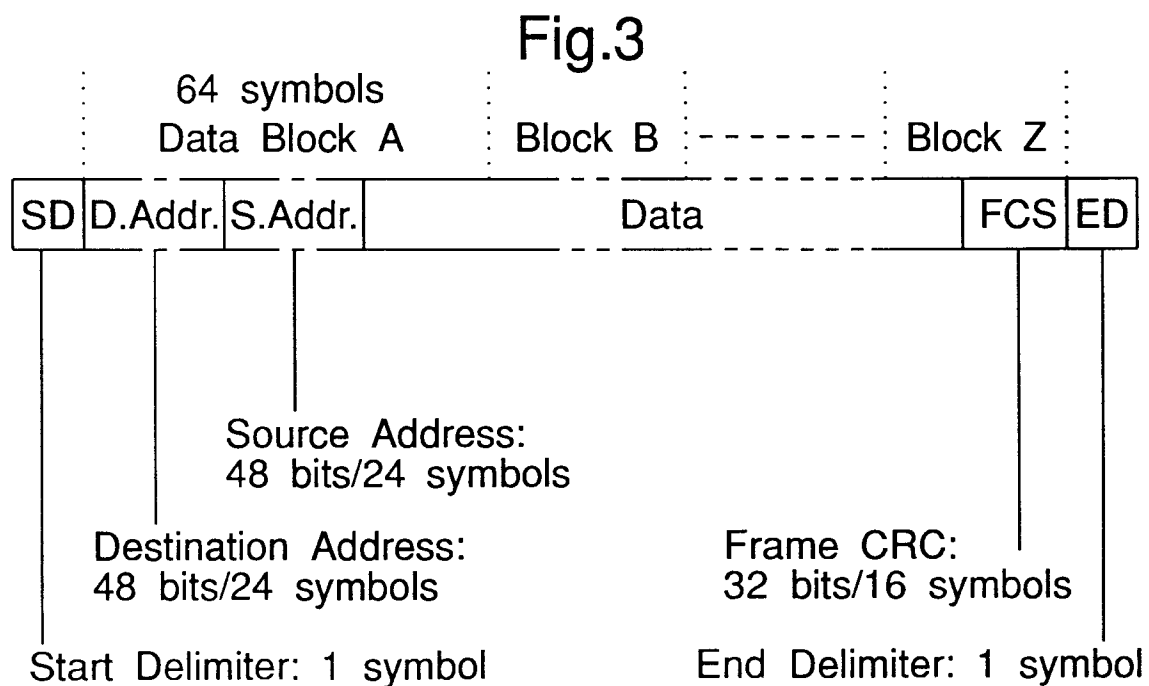 Fig.3
64 symbols
Data Block A
Block B
Block Z
SD D.Addr. S.Addr. Data FCS ED
Source Address:
48 bits/24 symbols
Destination Address:
48 bits/24 symbols
Frame CRC:
32 bits/16 symbols
Start Delimiter: 1 symbol
End Delimiter: 1 symbol